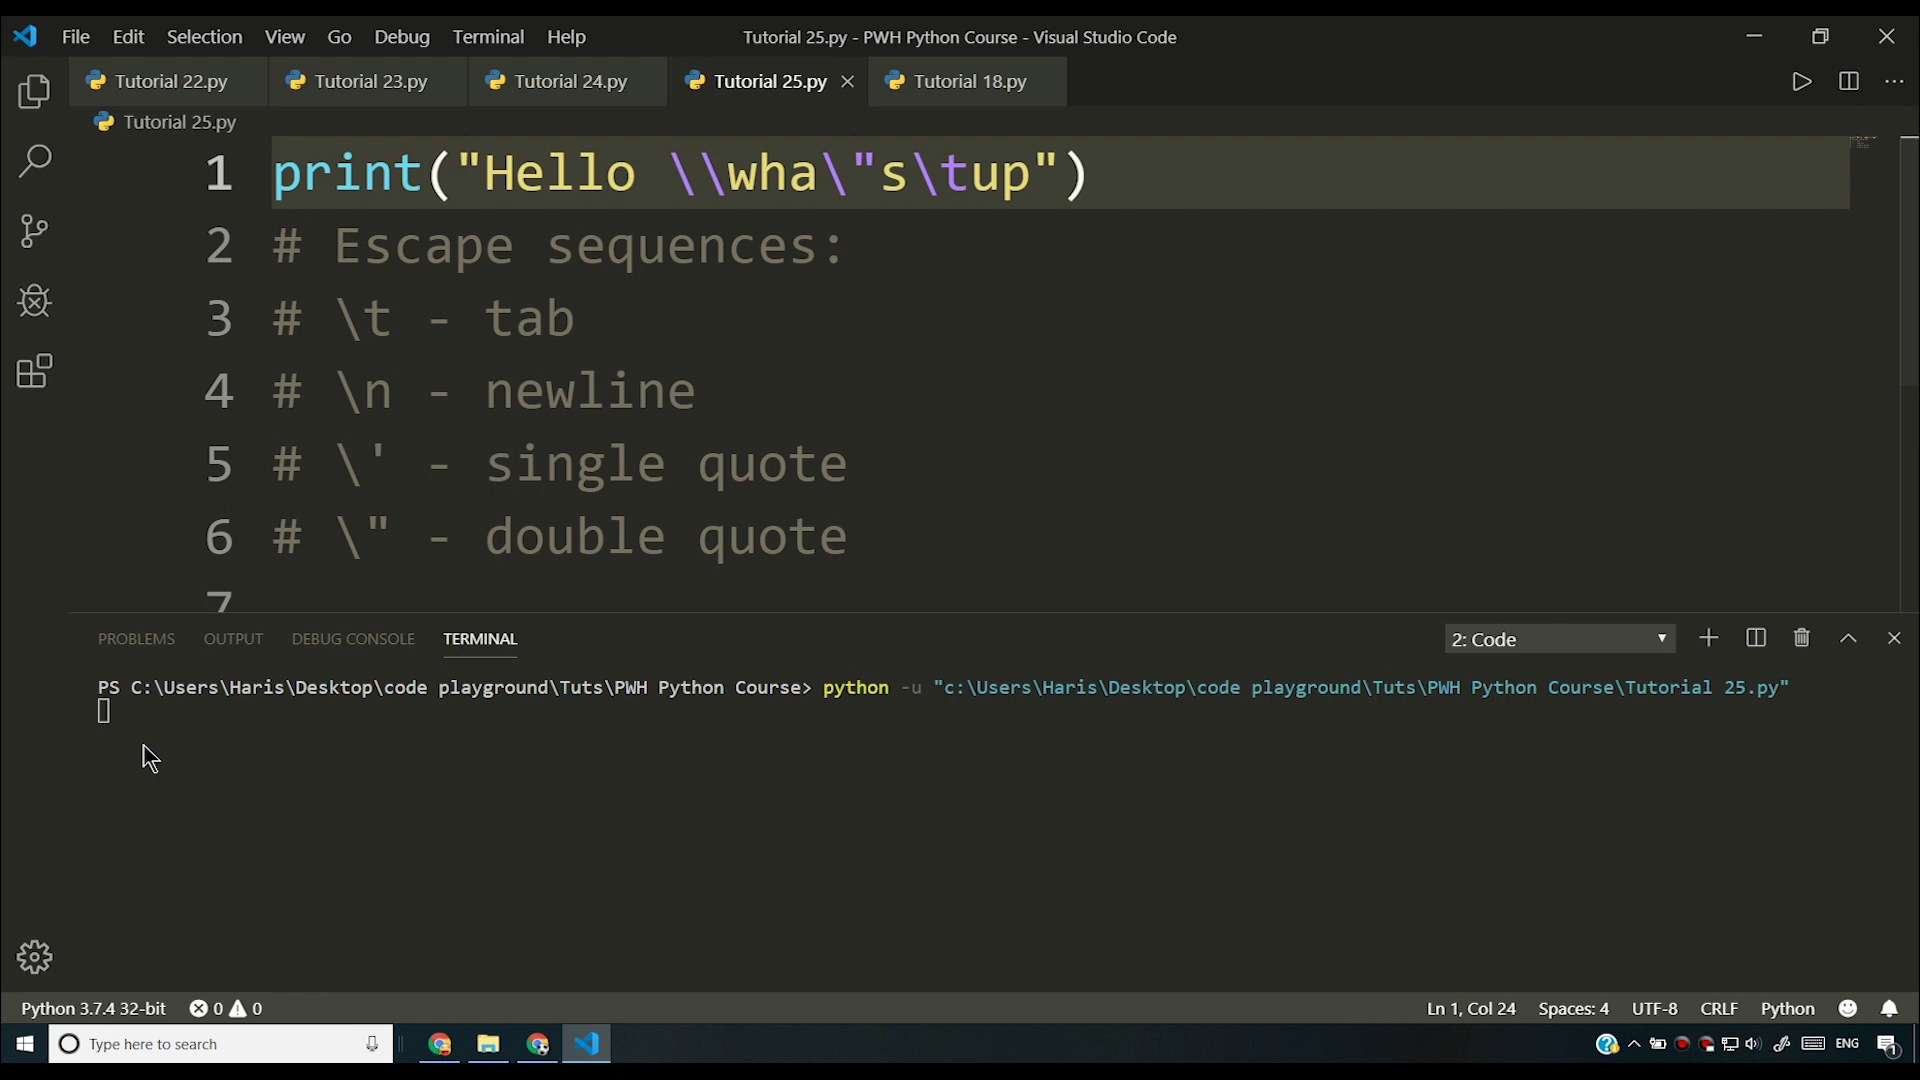 File Edit Selection View Go Debug Terminal Help Tutorial 25.py - PWH Python Course - Visual Studio Code
Tutorial 22.py Tutorial 23.py Tutorial 24.py Tutorial 25.py Tutorial 18.py
Tutorial 25.py
1 print("Hello \\wha\"s\tup")
2 # Escape sequences:
3 # \t - tab
4 # \n - newline
5 # \' - single quote
6 # \" - double quote
7
PROBLEMS OUTPUT DEBUG CONSOLE TERMINAL 2: Code
PS C:\Users\Haris\Desktop\code playground\Tuts\PWH Python Course> python -u "c:\Users\Haris\Desktop\code playground\Tuts\PWH Python Course\Tutorial 25.py"
Python 3.7.4 32-bit 0 0 Ln 1, Col 24 Spaces: 4 UTF-8 CRLF Python
Type here to search ENG 1